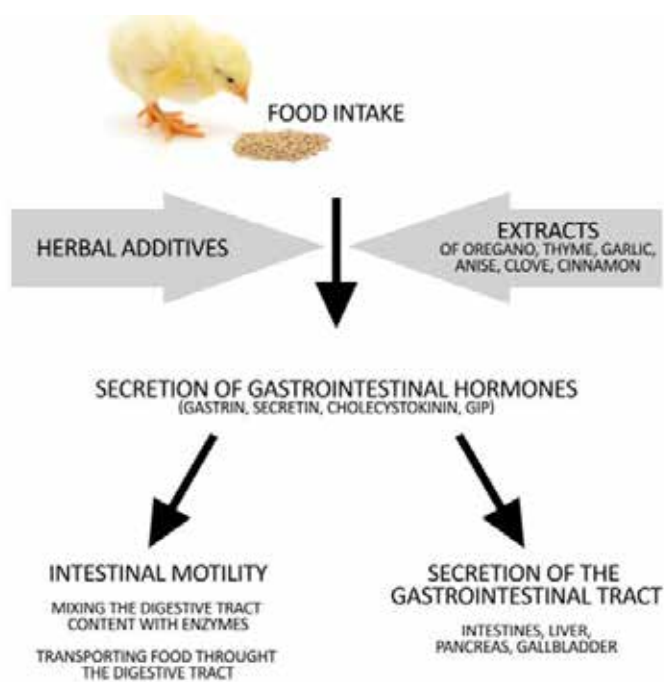 FOOD INTAKE
HERBAL ADDITIVES
EXTRACTS
OF OREGANO, THYME, GARLIC,
ANISE, CLOVE, CINNAMON
SECRETION OF GASTROINTESTINAL HORMONES
(GASTRIN, SECRETIN, CHOLECYSTOKININ, GIP)
INTESTINAL MOTILITY
MIXING THE DIGESTIVE TRACT
CONTENT WITH ENZYMES
TRANSPORTING FOOD THROUGHT
THE DIGESTIVE TRACT
SECRETION OF THE
GASTROINTESTINAL TRACT
INTESTINES, LIVER,
PANCREAS, GALLBLADDER